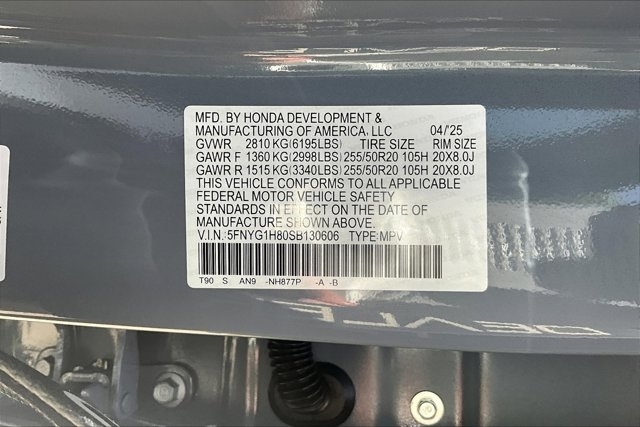 MFD. BY HONDA DEVELOPMENT &
MANUFACTURING OF AMERICA, LLC 04/'25
GVWR 2810 KG(6195LBS) TIRE SIZE RIM SIZE
GAWR F 1360 KG(2998LBS) 255/50R20 105H 20X8.0J
GAWR R 1515 KG(3340LBS) 255/50R20 105H 20X8.0J
THIS VEHICLE CONFORMS TO ALL APPLICABLE
FEDERAL MOTOR VEHICLE SAFETY
STANDARDS IN EFFECT ON THE DATE OF
MANUFACTURE SHOWN ABOVE.
V.I.N.:5FNYG1H80SB130606 TYPE:MPV
T90 S AN9 -NH877P -A -B